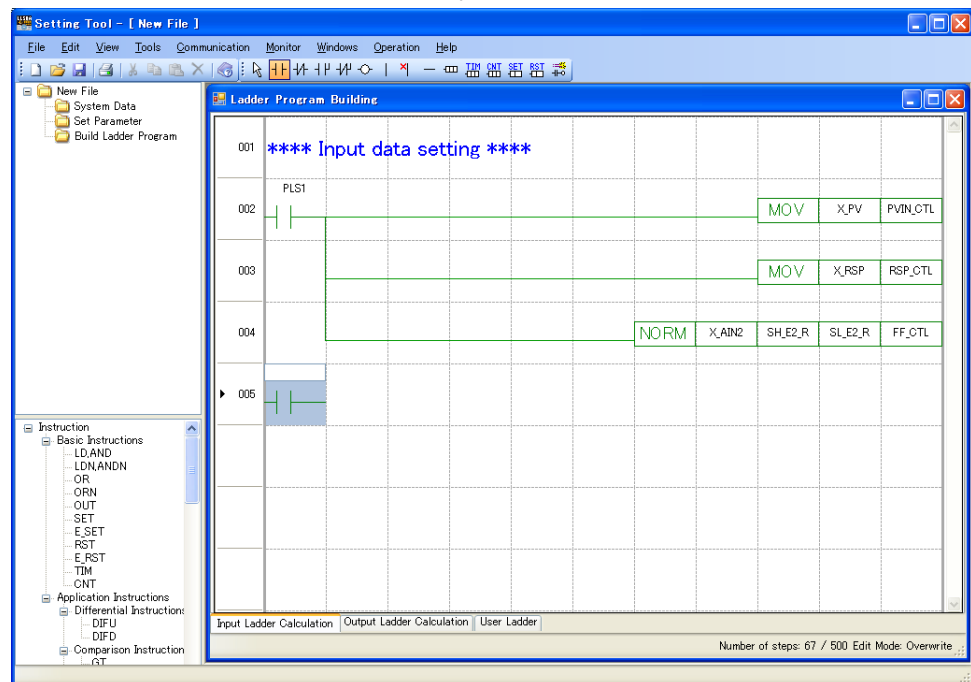 Setting Tool - [ New File ]
File Edit View Tools Communication Monitor Windows Operation Help
TIM CNT SET RST
New File
System Data
Set Parameter
Build Ladder Program
Ladder Program Building
001 **** Input data setting ****
PLS1
002 MOV X_PV PVIN_CTL
003 MOV X_RSP RSP_CTL
004 NORM X_AIN2 SH_E2_R SL_E2_R FF_CTL
005
Instruction
Basic Instructions
LD,AND
LDN,ANDN
OR
ORN
OUT
SET
E_SET
RST
E_RST
TIM
CNT
Application Instructions
Differential Instructions
DIFU
DIFD
Comparison Instruction
GT
Input Ladder Calculation Output Ladder Calculation User Ladder
Number of steps: 67 / 500 Edit Mode: Overwrite